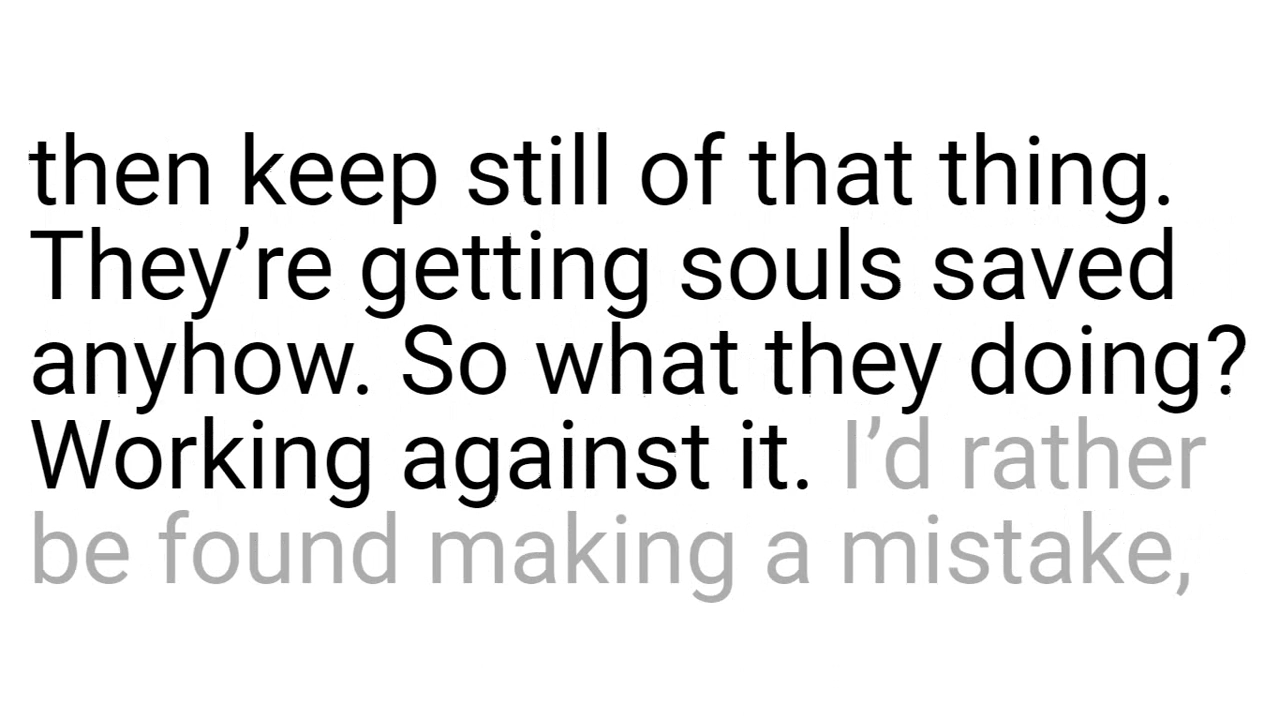 then keep still of that thing.
They’re getting souls saved
anyhow. So what they doing?
Working against it. I’d rather
be found making a mistake,